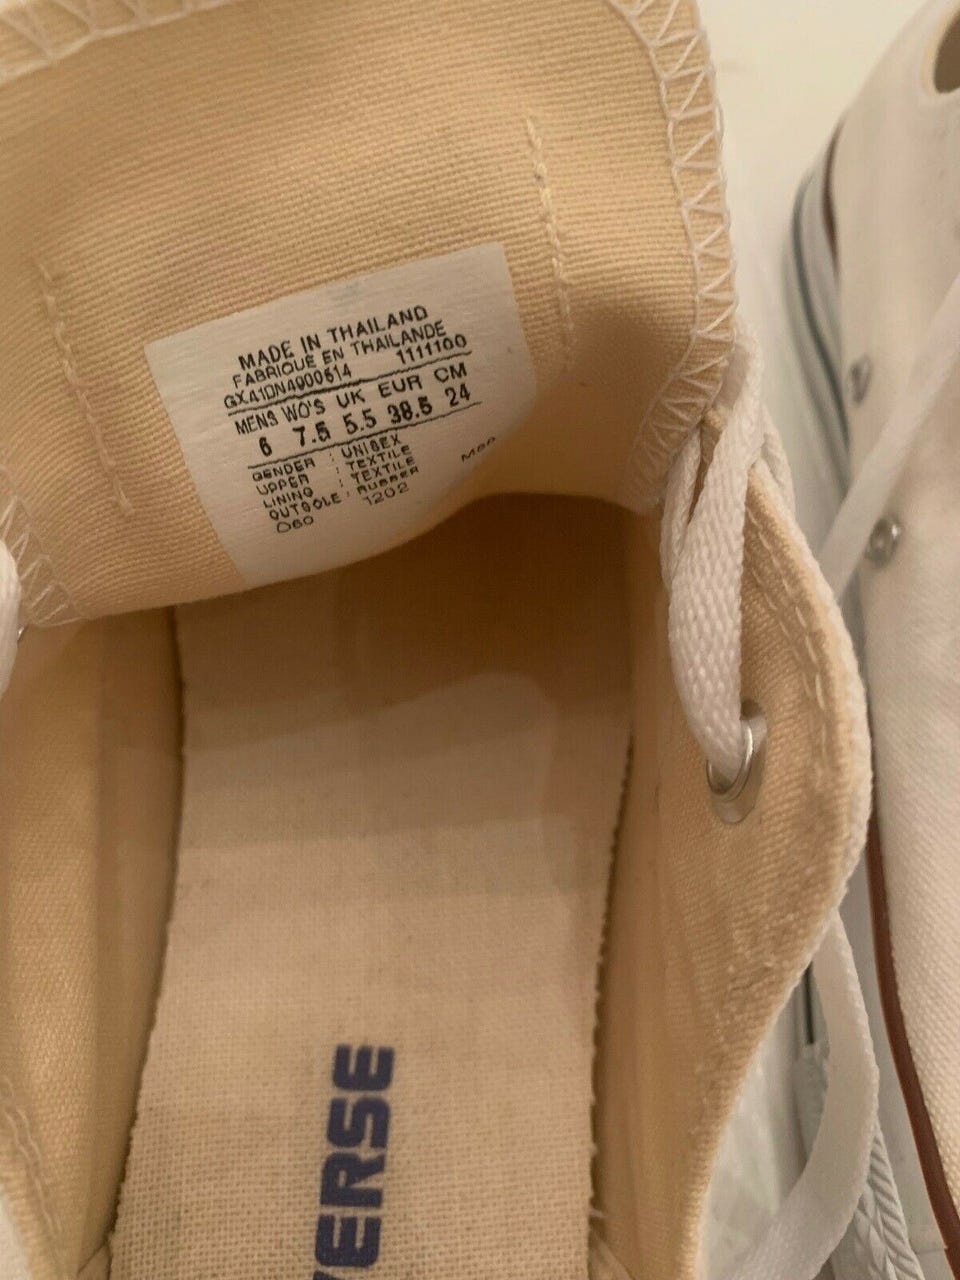 MADE IN THAILAND
FABRIQUE EN THAILANDE
GX41DN4900614 1111100
MENS WO'S UK EUR CM
6 7.5 5.5 38.5 24
GENDER : UNISEX
UPPER : TEXTILE
LINING : TEXTILE
OUTSOLE : RUBBER
D60 1202
VERSE